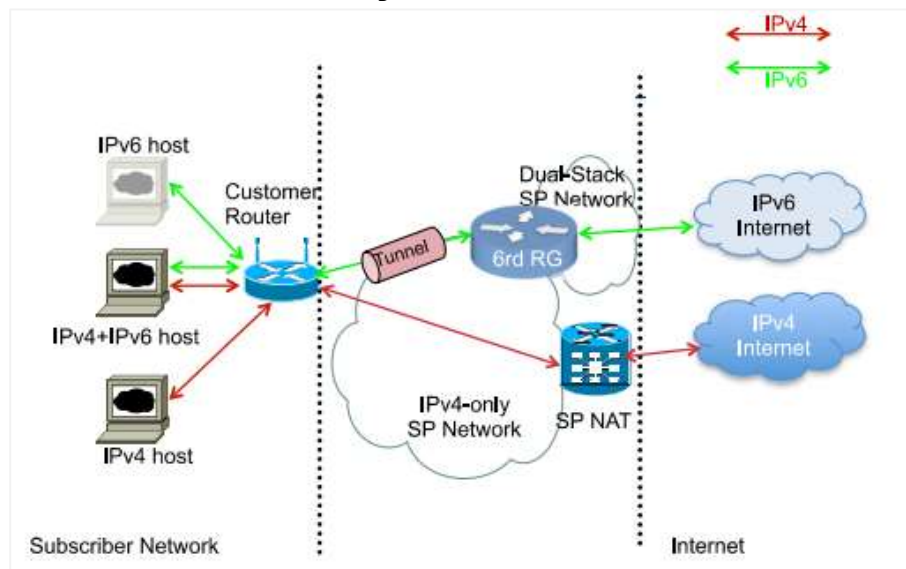 IPv4
IPv6
IPv6 host
Customer
Router
Dual-Stack
SP Network
Tunnel
6rd RG
IPv6
Internet
IPv4+IPv6 host
IPv4
Internet
IPv4-only
SP Network
SP NAT
IPv4 host
Subscriber Network
Internet